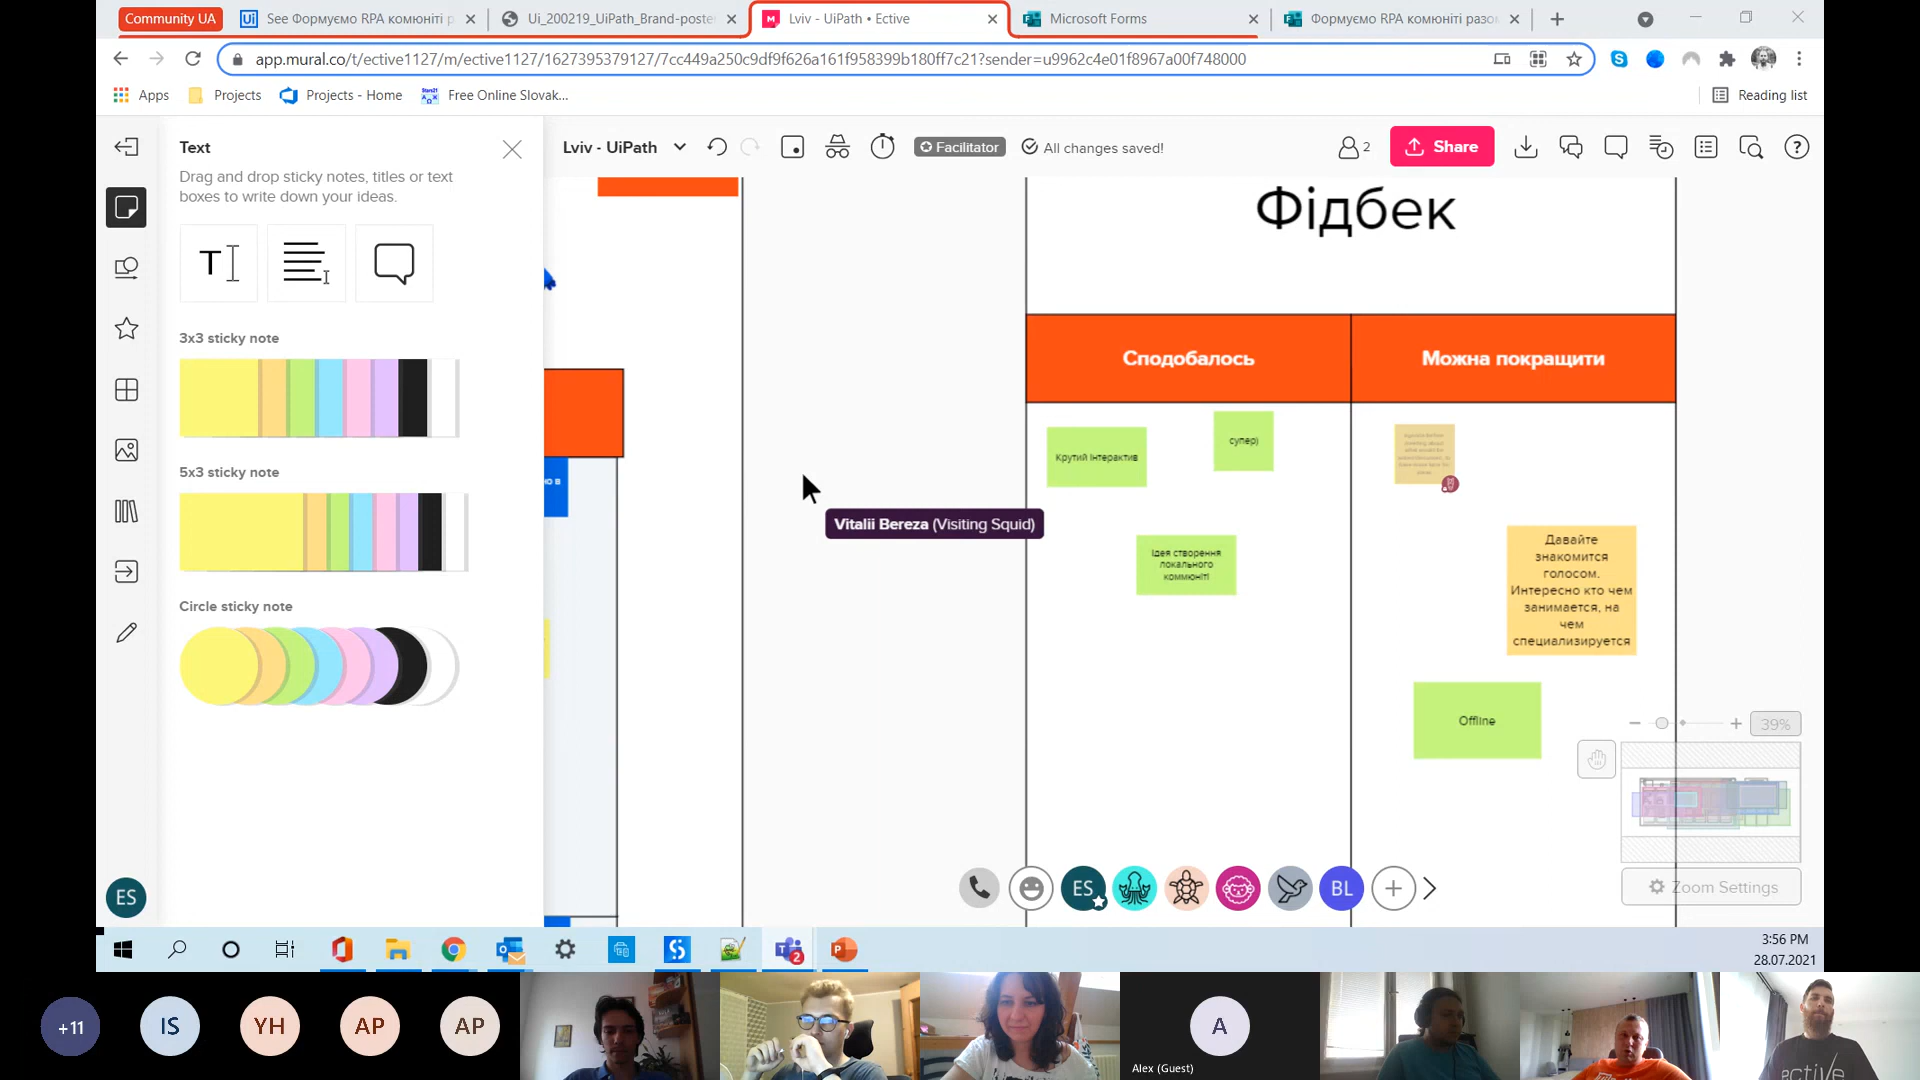 Community UA
See Формуємо RPA комюніті р
Ui_200219_UiPath_Brand-poste
Lviv - UiPath • Ective
Microsoft Forms
Формуємо RPA комюніті разо
app.mural.co/t/ective1127/m/ective1127/1627395379127/7cc449a250c9df9f626a161f958399b180ff7c21?sender=u9962c4e01f8967a00f748000
Apps
Projects
Projects - Home
Free Online Slovak...
Reading list
Text
Drag and drop sticky notes, titles or text
boxes to write down your ideas.
3x3 sticky note
5x3 sticky note
Circle sticky note
ES
Lviv - UiPath
Facilitator
All changes saved!
2
Share
Фідбек
Сподобалось
Можна покращити
Крутий Інтерактив
супер)
Ідея створення
локального
коммюніті
Давайте
знакомится
голосом.
Интересно кто чем
занимается, на
чем
специализируется
Offline
Vitalii Bereza (Visiting Squid)
39%
Zoom Settings
ES
BL
3:56 PM
28.07.2021
+11
IS
YH
AP
AP
A
Alex (Guest)
active